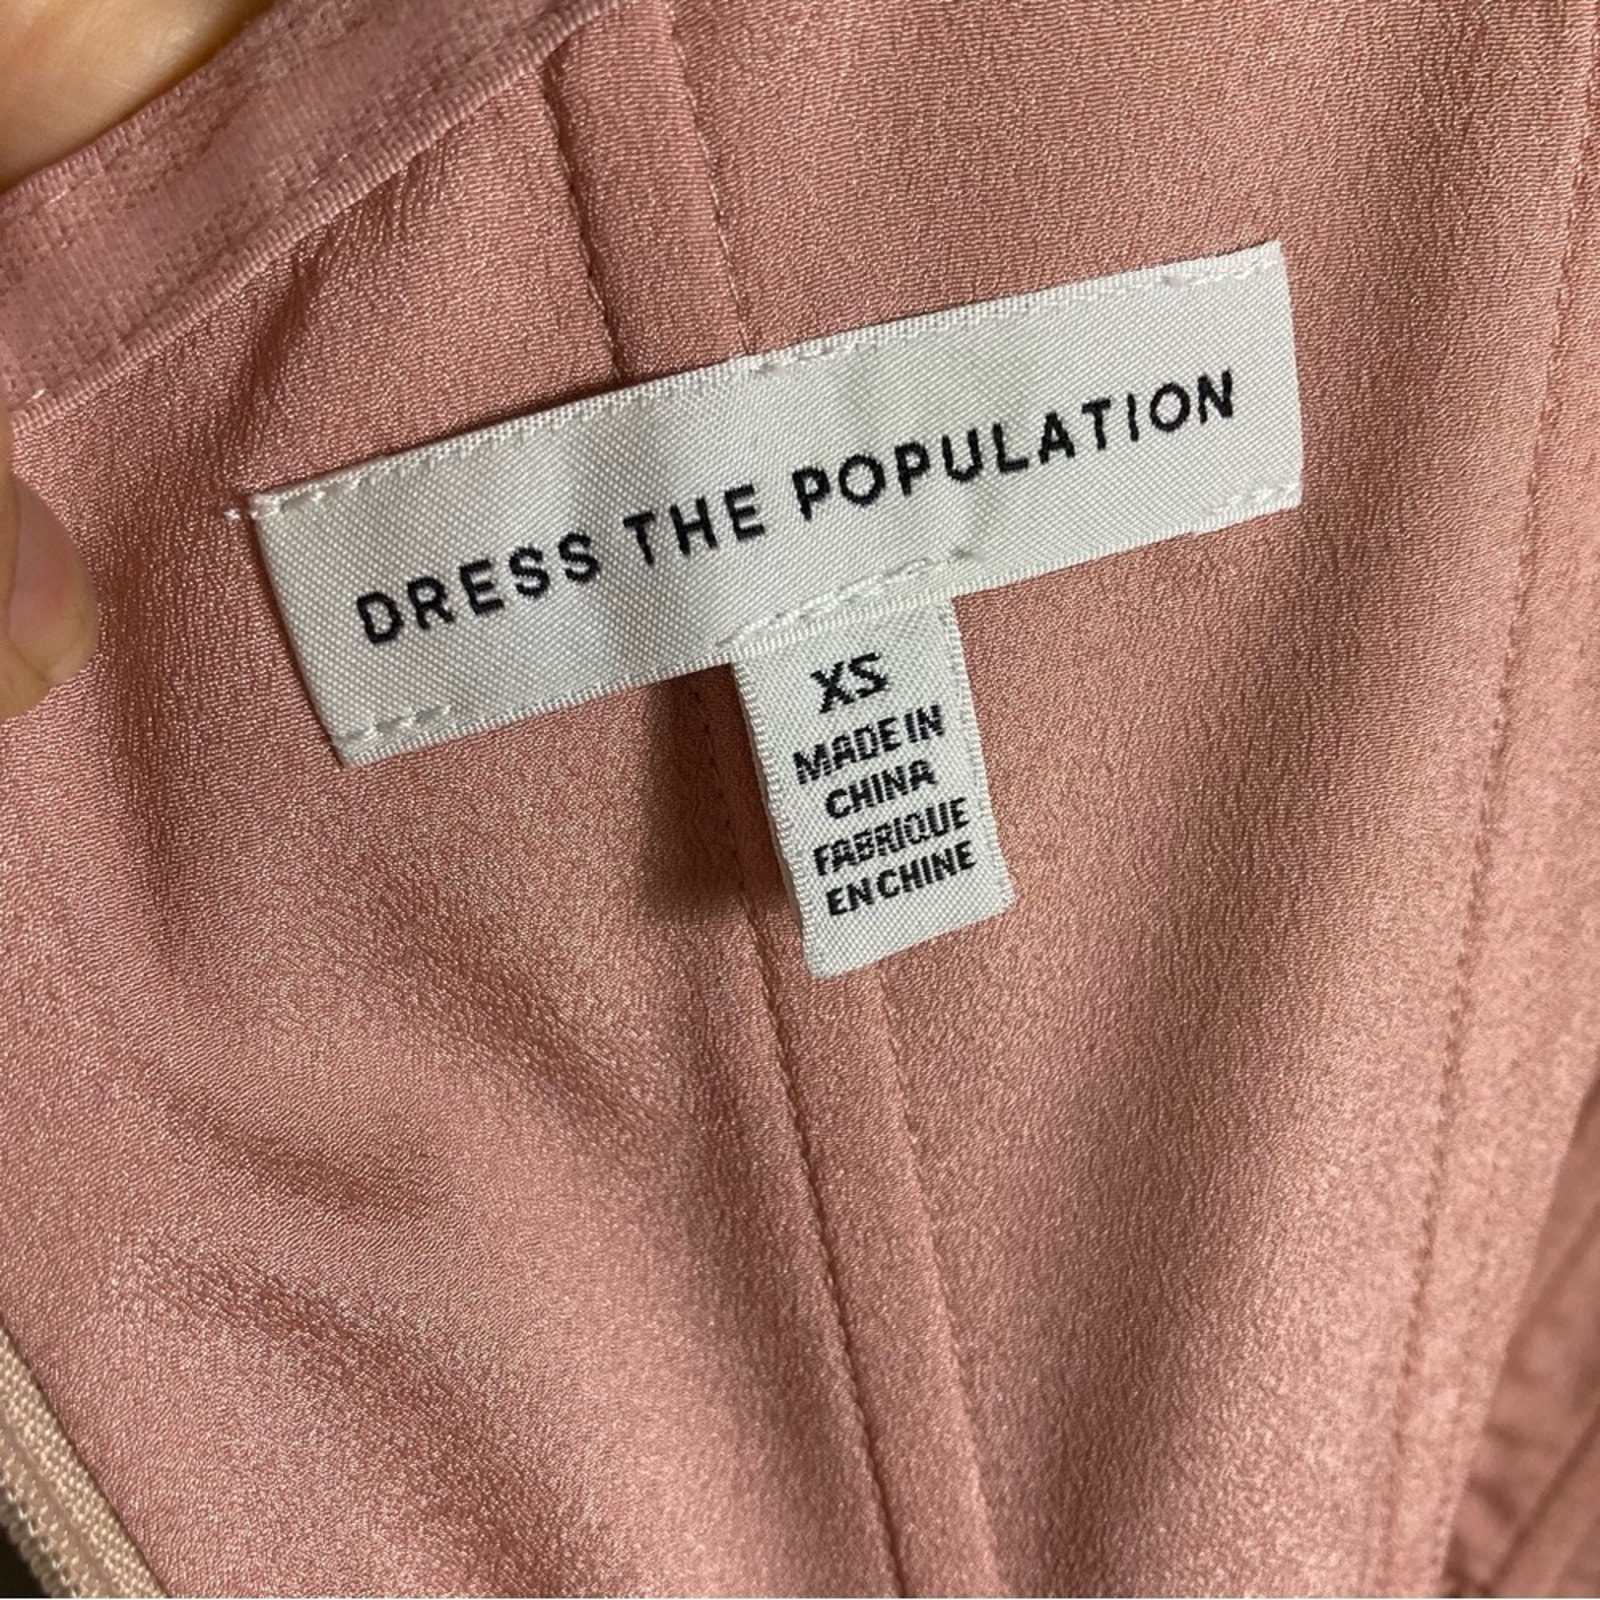 DRESS THE POPULATION
XS
MADE IN
CHINA
FABRIQUE
EN CHINE